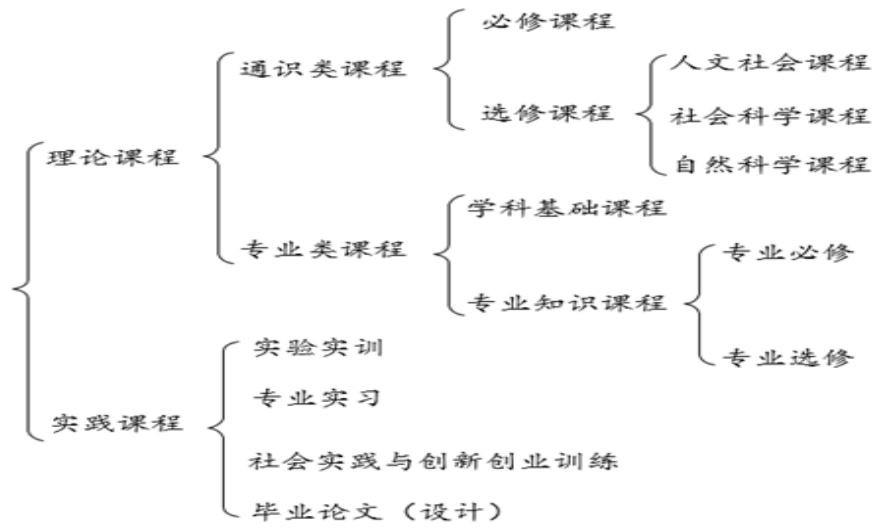 必修课程
通识类课程
人文社会课程
选修课程
社会科学课程
自然科学课程
理论课程
学科基础课程
专业类课程
专业必修
专业知识课程
专业选修
实验实训
专业实习
实践课程
社会实践与创新创业训练
毕业论文（设计）